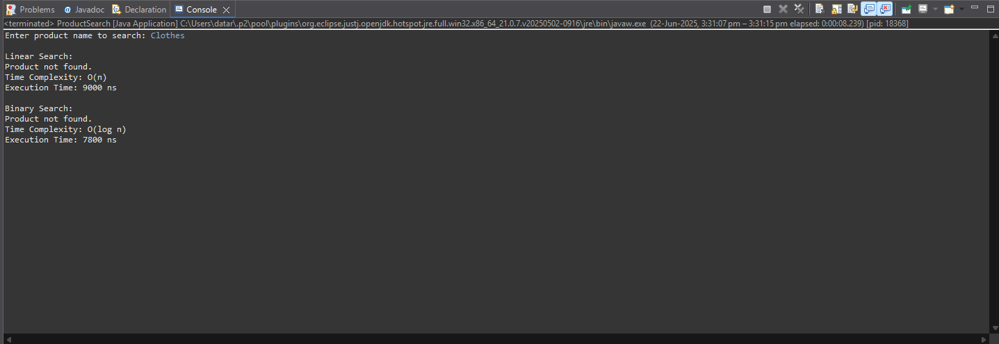 Problems Javadoc Declaration Console
<terminated> ProductSearch [Java Application] C:\Users\datar\.p2\pool\plugins\org.eclipse.justj.openjdk.hotspot.jre.full.win32.x86_64_21.0.7.v20250502-0916\jre\bin\javaw.exe (22-Jun-2025, 3:31:07 pm – 3:31:15 pm elapsed: 0:00:08.239) [pid: 18368]
Enter product name to search: Clothes
Linear Search:
Product not found.
Time Complexity: O(n)
Execution Time: 9000 ns
Binary Search:
Product not found.
Time Complexity: O(log n)
Execution Time: 7800 ns